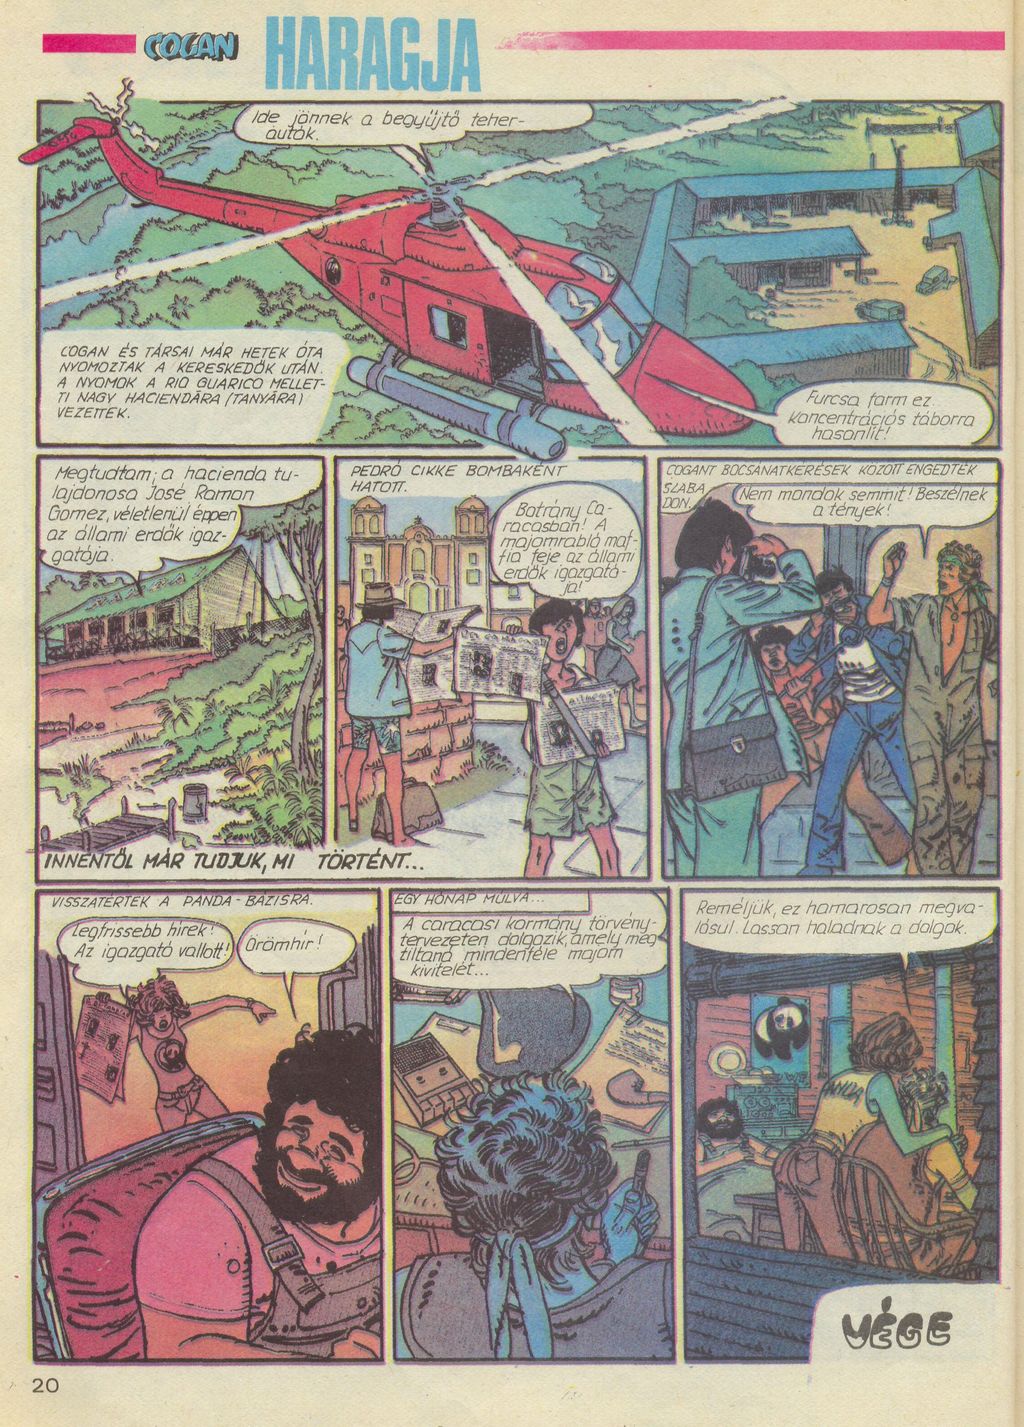 COGAN
HARAGJA
Ide jönnek a begyűjtő teher-
autók.
COGAN ÉS TÁRSAI MÁR HETEK ÓTA
NYOMOZTAK A KERESKEDŐK UTÁN.
A NYOMOK A RIO GUARICO MELLET-
TI NAGY HACIENDÁRA (TANYÁRA)
VEZETTEK.
Furcsa farm ez.
Koncentrációs táborra
hasonlít!
Megtudtam; a hacienda tu-
lajdonosa José Ramon
Gomez, véletlenül éppen
az állami erdők igaz-
gatója.
INNENTŐL MÁR TUDJUK, MI TÖRTÉNT...
PEDRÓ CIKKE BOMBAKÉNT
HATOTT.
Botrány Ca-
racasban! A
majomrabló maf-
fia feje az állami
erdők igazgató-
ja!
COGANT BOCSÁNATKÉRÉSEK KÖZÖTT ENGEDTÉK
SZABA
DON.
Nem mondok semmit! Beszélnek
a tények!
VISSZATÉRTEK A PANDA-BÁZISRA.
Legfrissebb hírek!
Az igazgató vallott!
Örömhír!
EGY HÓNAP MÚLVA...
A caracasi kormány törvény-
tervezeten dolgozik, amely meg
tiltaná mindenféle majom
kivitelét...
Reméljük, ez hamarosan megva-
lósul. Lassan haladnak a dolgok.
PANDA
VÉGE
20